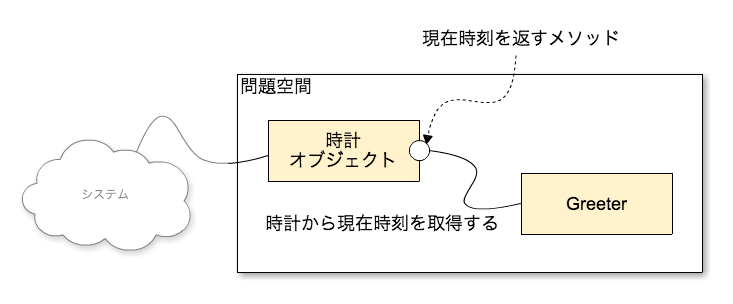 現在時刻を返すメソッド
問題空間
時計
オブジェクト
システム
Greeter
時計から現在時刻を取得する